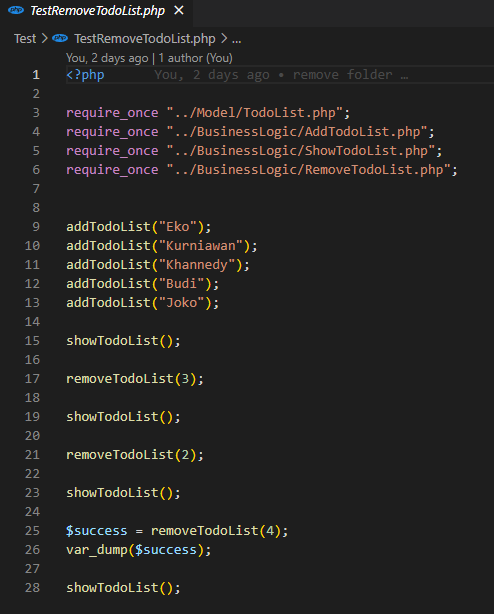 TestRemoveTodoList.php
Test > TestRemoveTodoList.php > ...
You, 2 days ago | 1 author (You)
1 <?php You, 2 days ago • remove folder …
2
3 require_once "../Model/TodoList.php";
4 require_once "../BusinessLogic/AddTodoList.php";
5 require_once "../BusinessLogic/ShowTodoList.php";
6 require_once "../BusinessLogic/RemoveTodoList.php";
7
8
9 addTodoList("Eko");
10 addTodoList("Kurniawan");
11 addTodoList("Khannedy");
12 addTodoList("Budi");
13 addTodoList("Joko");
14
15 showTodoList();
16
17 removeTodoList(3);
18
19 showTodoList();
20
21 removeTodoList(2);
22
23 showTodoList();
24
25 $success = removeTodoList(4);
26 var_dump($success);
27
28 showTodoList();